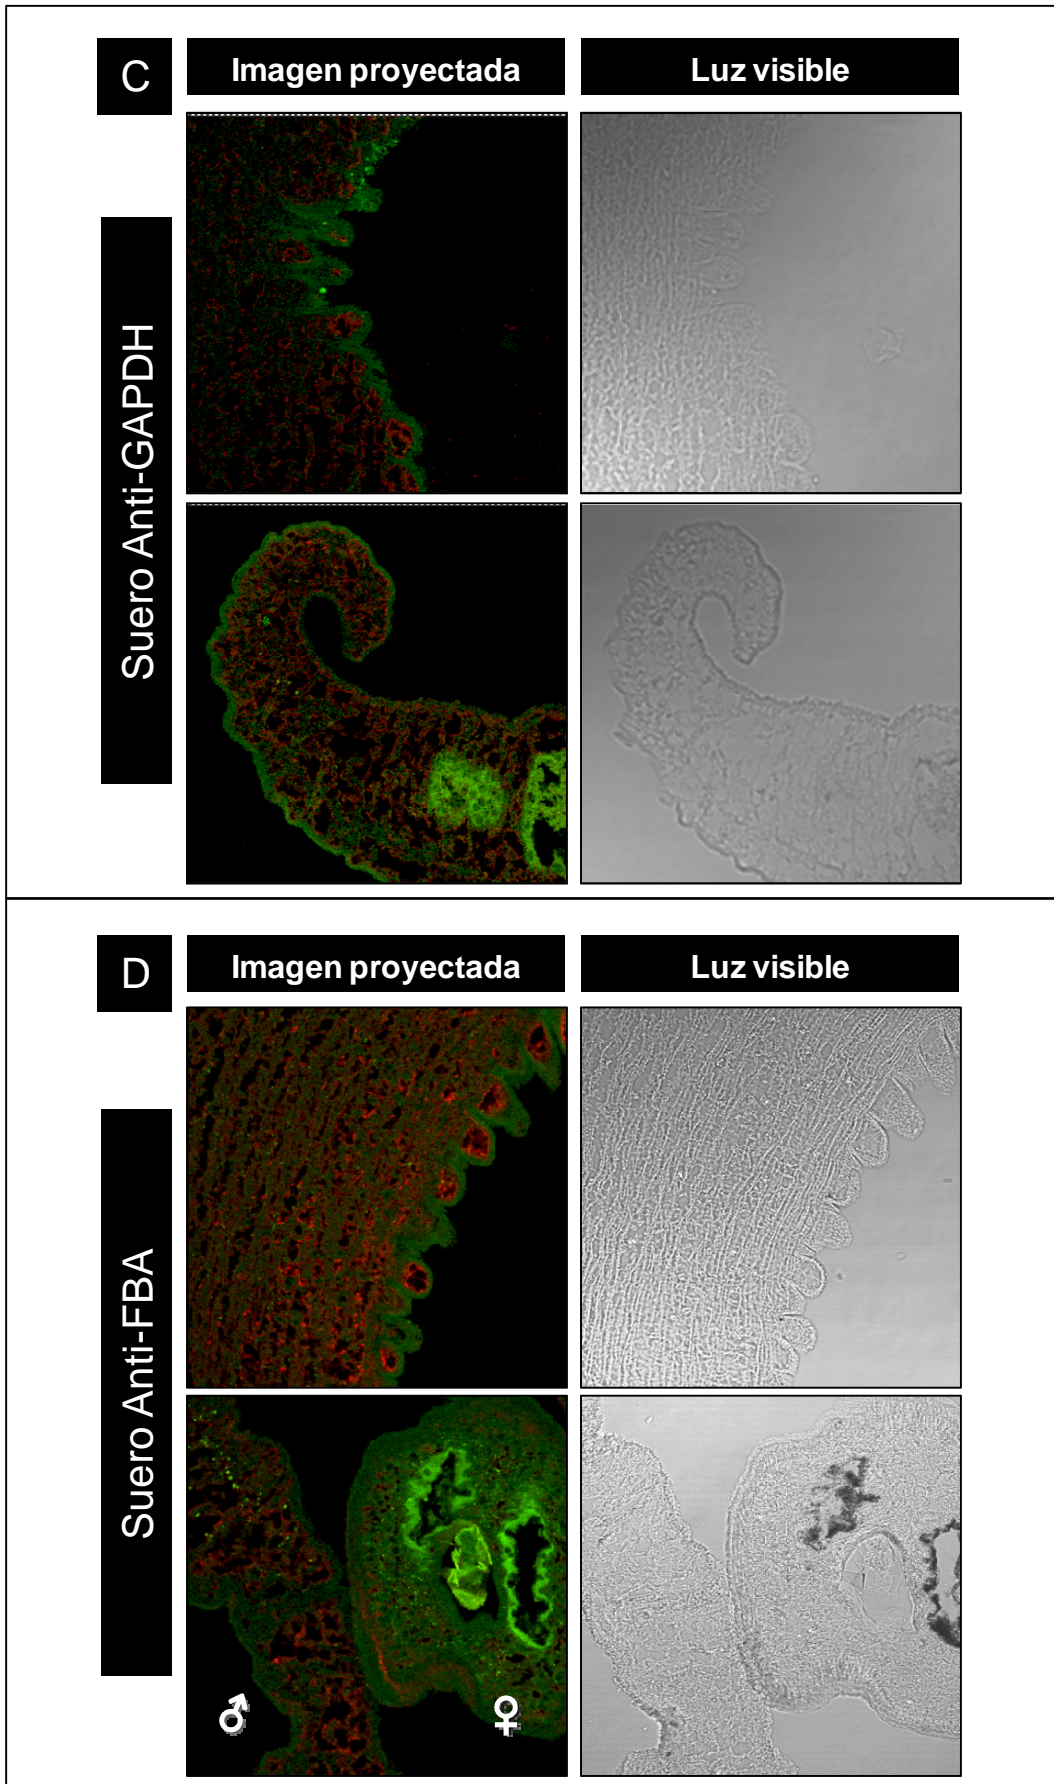 C
Imagen proyectada
Luz visible
Suero Anti-GAPDH
D
Imagen proyectada
Luz visible
Suero Anti-FBA
♂
♀